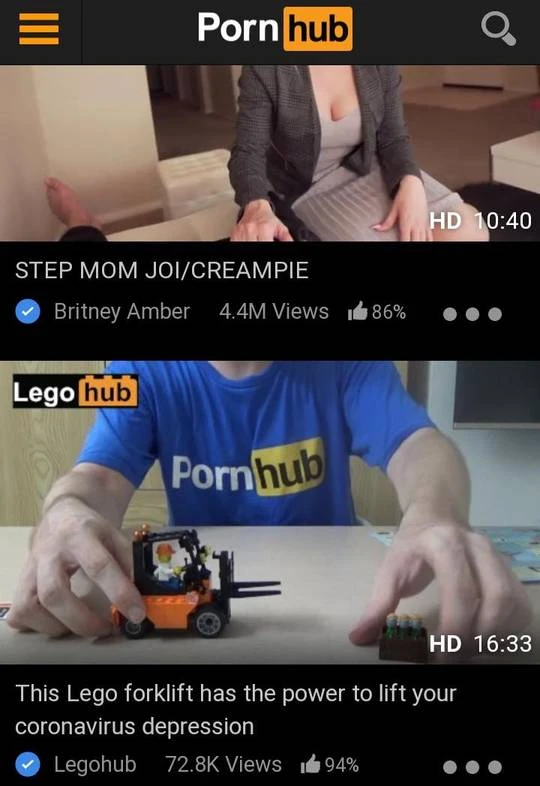 Porn hub
HD 10:40
STEP MOM JOI/CREAMPIE
Britney Amber 4.4M Views 86%
Lego hub
Pornhub
HD 16:33
This Lego forklift has the power to lift your
coronavirus depression
Legohub 72.8K Views 94%